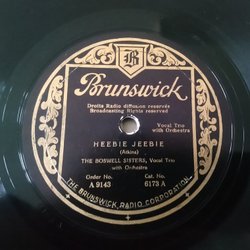 B
Brunswick
Droits Radio diffusion reservés
Broadcasting Rights reserved
Vocal Trio
with Orchestra
HEEBIE JEEBIE
(Atkins)
THE BOSWELL SISTERS, Vocal Trio
with Orchestra
Order No.
A 9143
Cat. No.
6173 A
THE BRUNSWICK RADIO CORPORATION